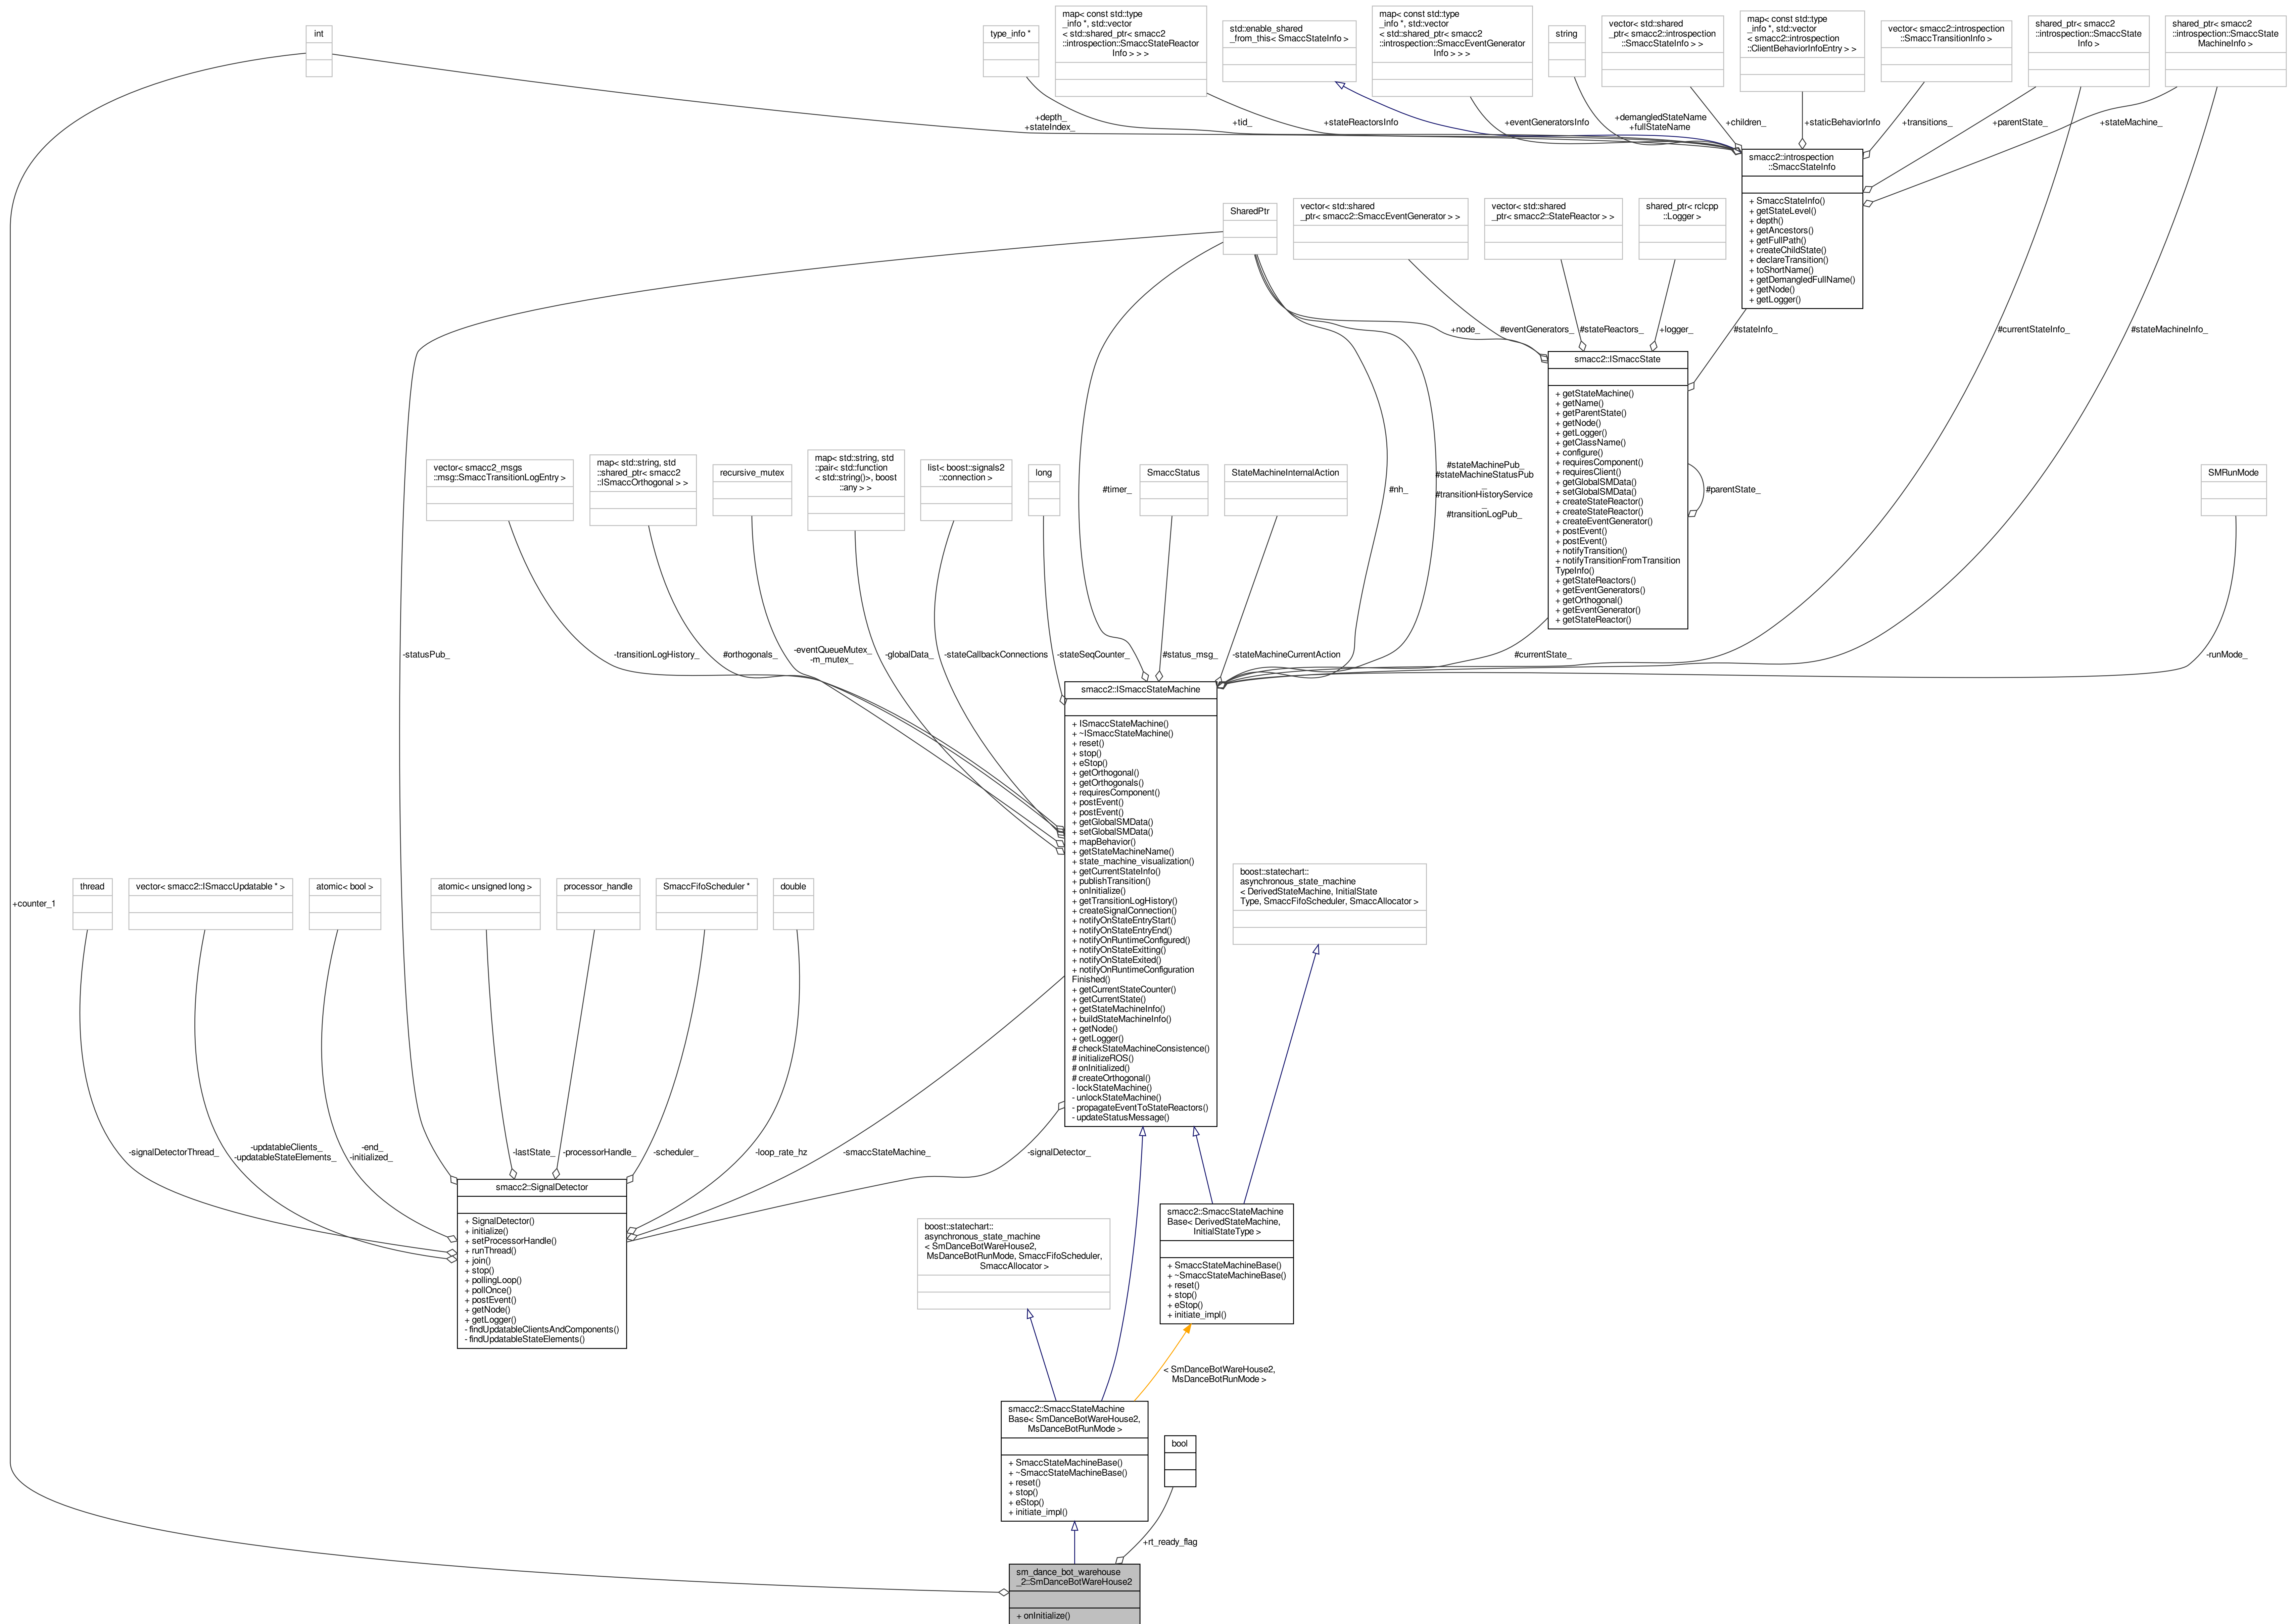 int
type_info *
map< const std::type
_info *, std::vector
< std::shared_ptr< smacc2
::introspection::SmaccStateReactor
Info > > >
std::enable_shared
_from_this< SmaccStateInfo >
map< const std::type
_info *, std::vector
< std::shared_ptr< smacc2
::introspection::SmaccEventGenerator
Info > > >
string
vector< std::shared
_ptr< smacc2::introspection
::SmaccStateInfo > >
map< const std::type
_info *, std::vector
< smacc2::introspection
::ClientBehaviorInfoEntry > >
vector< smacc2::introspection
::SmaccTransitionInfo >
shared_ptr< smacc2
::introspection::SmaccState
Info >
shared_ptr< smacc2
::introspection::SmaccState
MachineInfo >
+depth_
+stateIndex_
+tid_
+stateReactorsInfo
+eventGeneratorsInfo
+demangledStateName
+fullStateName
+children_
+staticBehaviorInfo
+transitions_
+parentState_
+stateMachine_
smacc2::introspection
::SmaccStateInfo
+ SmaccStateInfo()
+ getStateLevel()
+ depth()
+ getAncestors()
+ getFullPath()
+ createChildState()
+ declareTransition()
+ toShortName()
+ getDemangledFullName()
+ getNode()
+ getLogger()
SharedPtr
vector< std::shared
_ptr< smacc2::SmaccEventGenerator > >
vector< std::shared
_ptr< smacc2::StateReactor > >
shared_ptr< rclcpp
::Logger >
+node_
#eventGenerators_
#stateReactors_
+logger_
#stateInfo_
#currentStateInfo_
#stateMachineInfo_
smacc2::ISmaccState
+ getStateMachine()
+ getName()
+ getParentState()
+ getNode()
+ getLogger()
+ getClassName()
+ configure()
+ requiresComponent()
+ requiresClient()
+ getGlobalSMData()
+ setGlobalSMData()
+ createStateReactor()
+ createStateReactor()
+ createEventGenerator()
+ postEvent()
+ postEvent()
+ notifyTransition()
+ notifyTransitionFromTransition
TypeInfo()
+ getStateReactors()
+ getEventGenerators()
+ getOrthogonal()
+ getEventGenerator()
+ getStateReactor()
#parentState_
vector< smacc2_msgs
::msg::SmaccTransitionLogEntry >
map< std::string, std
::shared_ptr< smacc2
::ISmaccOrthogonal > >
recursive_mutex
map< std::string, std
::pair< std::function
< std::string()>, boost
::any > >
list< boost::signals2
::connection >
long
SmaccStatus
StateMachineInternalAction
SMRunMode
#timer_
#nh_
#stateMachinePub_
#stateMachineStatusPub
_
#transitionHistoryService
_
#transitionLogPub_
-statusPub_
-transitionLogHistory_
#orthogonals_
-eventQueueMutex_
-m_mutex_
-globalData_
-stateCallbackConnections
-stateSeqCounter_
#status_msg_
-stateMachineCurrentAction
#currentState_
-runMode_
smacc2::ISmaccStateMachine
+ ISmaccStateMachine()
+ ~ISmaccStateMachine()
+ reset()
+ stop()
+ eStop()
+ getOrthogonal()
+ getOrthogonals()
+ requiresComponent()
+ postEvent()
+ postEvent()
+ getGlobalSMData()
+ setGlobalSMData()
+ mapBehavior()
+ getStateMachineName()
+ state_machine_visualization()
+ getCurrentStateInfo()
+ publishTransition()
+ onInitialize()
+ getTransitionLogHistory()
+ createSignalConnection()
+ notifyOnStateEntryStart()
+ notifyOnStateEntryEnd()
+ notifyOnRuntimeConfigured()
+ notifyOnStateExitting()
+ notifyOnStateExited()
+ notifyOnRuntimeConfiguration
Finished()
+ getCurrentStateCounter()
+ getCurrentState()
+ getStateMachineInfo()
+ buildStateMachineInfo()
+ getNode()
+ getLogger()
# checkStateMachineConsistence()
# initializeROS()
# onInitialized()
# createOrthogonal()
- lockStateMachine()
- unlockStateMachine()
- propagateEventToStateReactors()
- updateStatusMessage()
+counter_1
thread
vector< smacc2::ISmaccUpdatable * >
atomic< bool >
atomic< unsigned long >
processor_handle
SmaccFifoScheduler *
double
boost::statechart::
asynchronous_state_machine
< DerivedStateMachine, InitialState
Type, SmaccFifoScheduler, SmaccAllocator >
-signalDetectorThread_
-updatableClients_
-updatableStateElements_
-end_
-initialized_
-lastState_
-processorHandle_
-scheduler_
-loop_rate_hz
-smaccStateMachine_
-signalDetector_
smacc2::SignalDetector
+ SignalDetector()
+ initialize()
+ setProcessorHandle()
+ runThread()
+ join()
+ stop()
+ pollingLoop()
+ pollOnce()
+ postEvent()
+ getNode()
+ getLogger()
- findUpdatableClientsAndComponents()
- findUpdatableStateElements()
boost::statechart::
asynchronous_state_machine
< SmDanceBotWareHouse2,
MsDanceBotRunMode, SmaccFifoScheduler,
SmaccAllocator >
smacc2::SmaccStateMachine
Base< DerivedStateMachine,
InitialStateType >
+ SmaccStateMachineBase()
+ ~SmaccStateMachineBase()
+ reset()
+ stop()
+ eStop()
+ initiate_impl()
< SmDanceBotWareHouse2,
MsDanceBotRunMode >
smacc2::SmaccStateMachine
Base< SmDanceBotWareHouse2,
MsDanceBotRunMode >
+ SmaccStateMachineBase()
+ ~SmaccStateMachineBase()
+ reset()
+ stop()
+ eStop()
+ initiate_impl()
bool
+rt_ready_flag
sm_dance_bot_warehouse
_2::SmDanceBotWareHouse2
+ onInitialize()